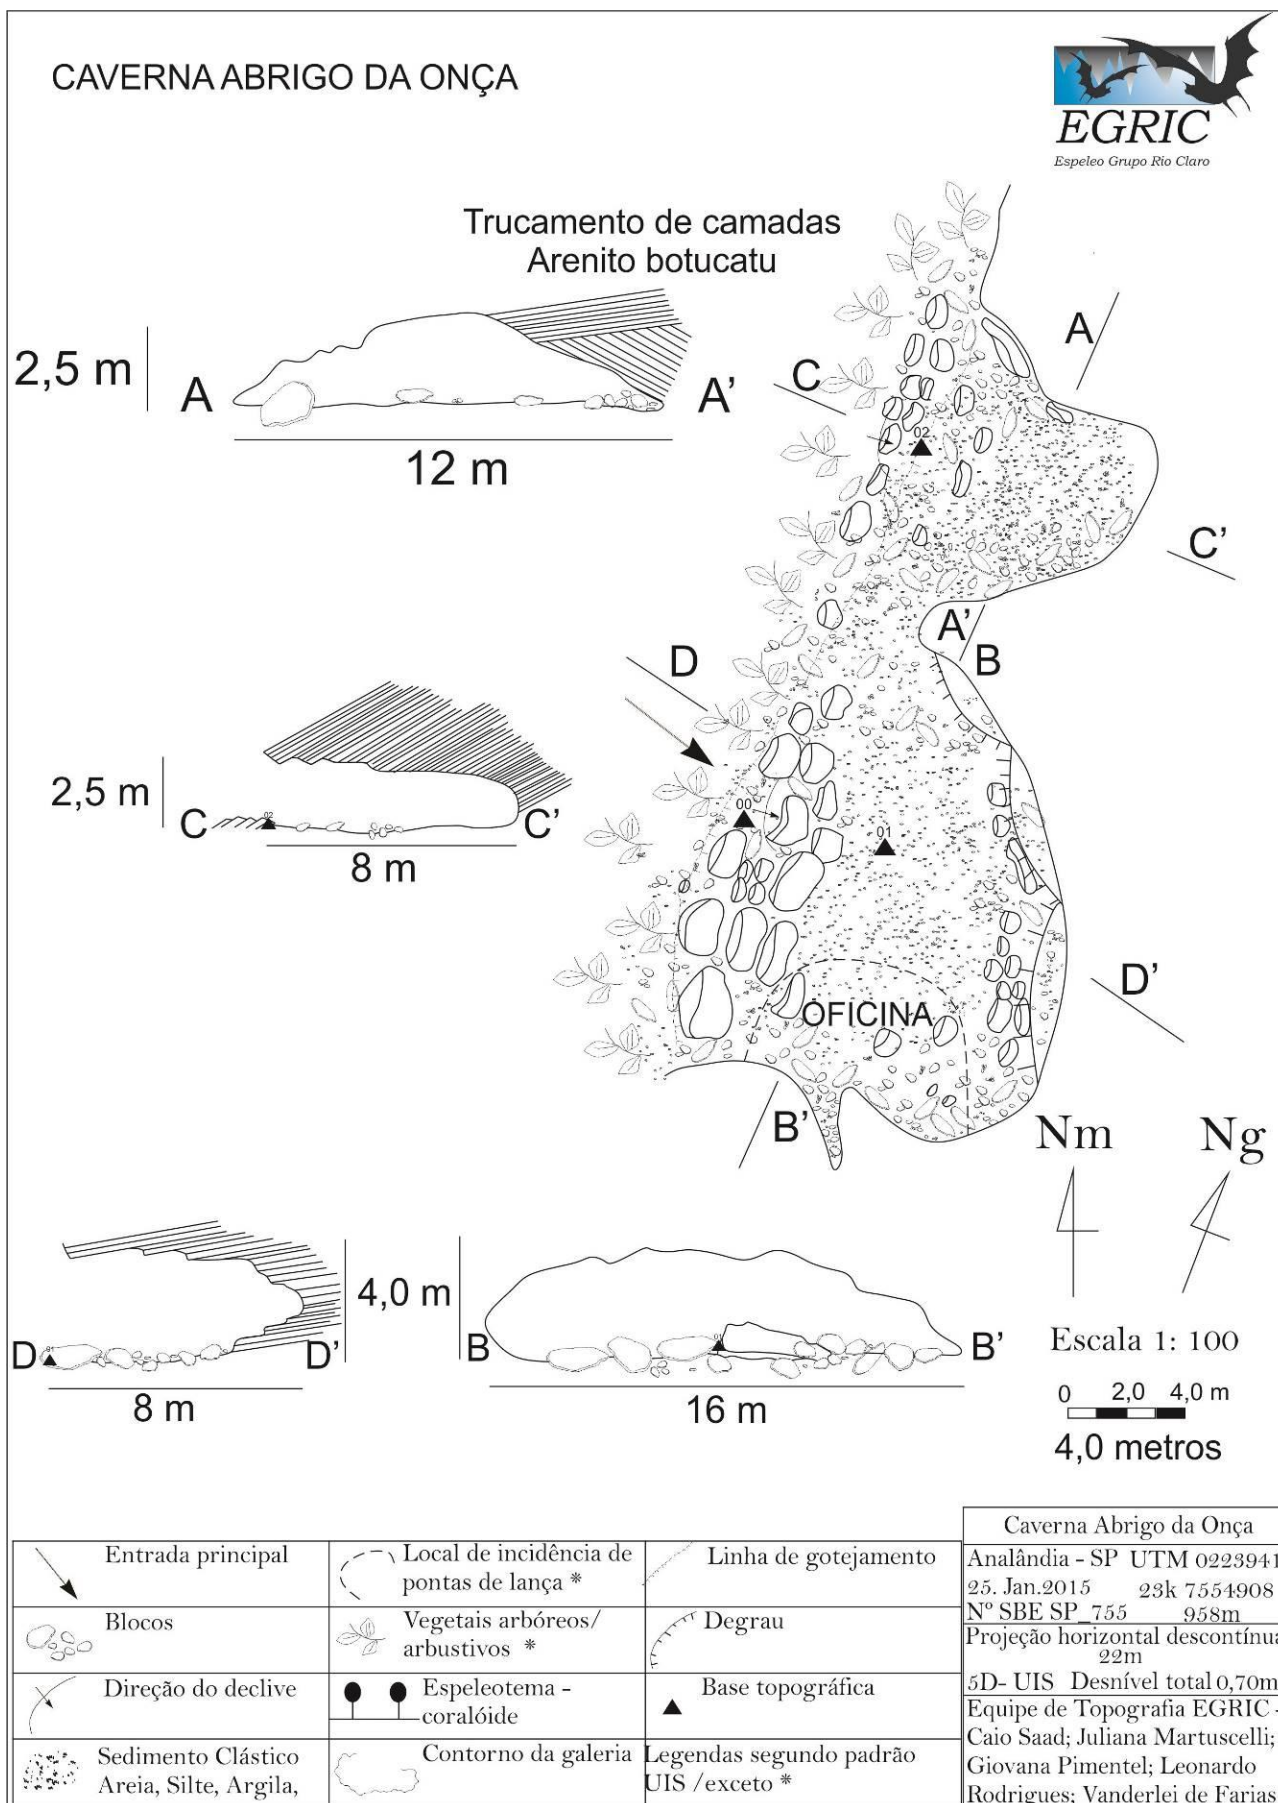 CAVERNA ABRIGO DA ONÇA
EGRIC
Espeleo Grupo Rio Claro
Trucamento de camadas
Arenito botucatu
2,5 m
A
A'
12 m
A
C
02
C'
A'
B
D
2,5 m
C
02
C'
8 m
00
01
D'
OFICINA
B'
Nm
Ng
D
01
D'
8 m
4,0 m
B
01
B'
16 m
Escala 1: 100
0 2,0 4,0 m
4,0 metros
Entrada principal
Local de incidência de
pontas de lança *
Linha de gotejamento
Blocos
Vegetais arbóreos/
arbustivos *
Degrau
Direção do declive
Espeleotema -
coralóide
Base topográfica
Sedimento Clástico
Areia, Silte, Argila,
Contorno da galeria
Legendas segundo padrão
UIS /exceto *
Caverna Abrigo da Onça
Analândia - SP UTM 0223941
25. Jan.2015 23k 7554908
Nº SBE SP_755 958m
Projeção horizontal descontínua
22m
5D- UIS Desnível total 0,70m
Equipe de Topografia EGRIC -
Caio Saad; Juliana Martuscelli;
Giovana Pimentel; Leonardo
Rodrigues; Vanderlei de Farias